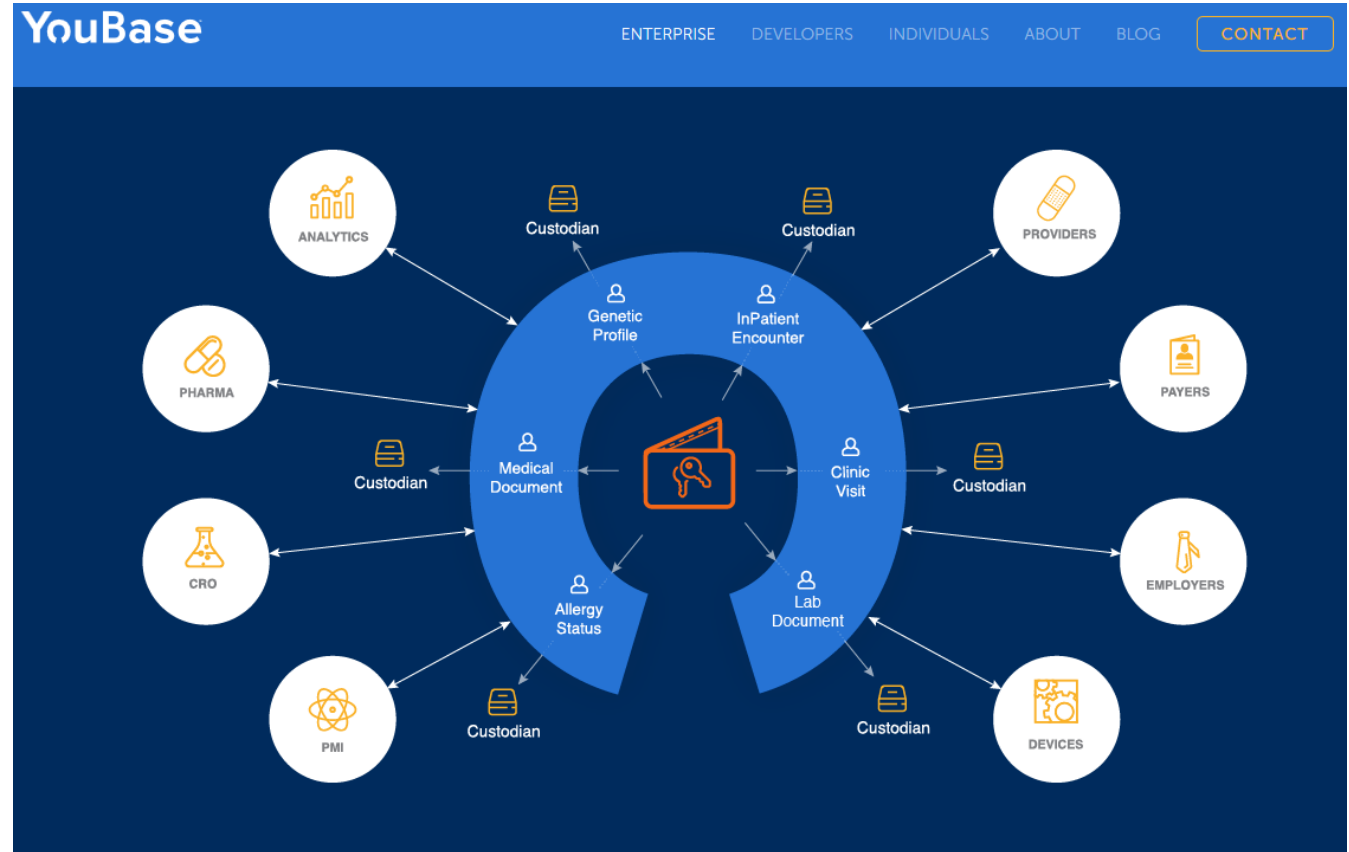 YouBase
ENTERPRISE DEVELOPERS INDIVIDUALS ABOUT BLOG CONTACT
ANALYTICS
Custodian
Custodian
PROVIDERS
Genetic
Profile
InPatient
Encounter
PHARMA
PAYERS
Custodian
Medical
Document
Clinic
Visit
Custodian
CRO
EMPLOYERS
Allergy
Status
Lab
Document
PMI
Custodian
Custodian
DEVICES